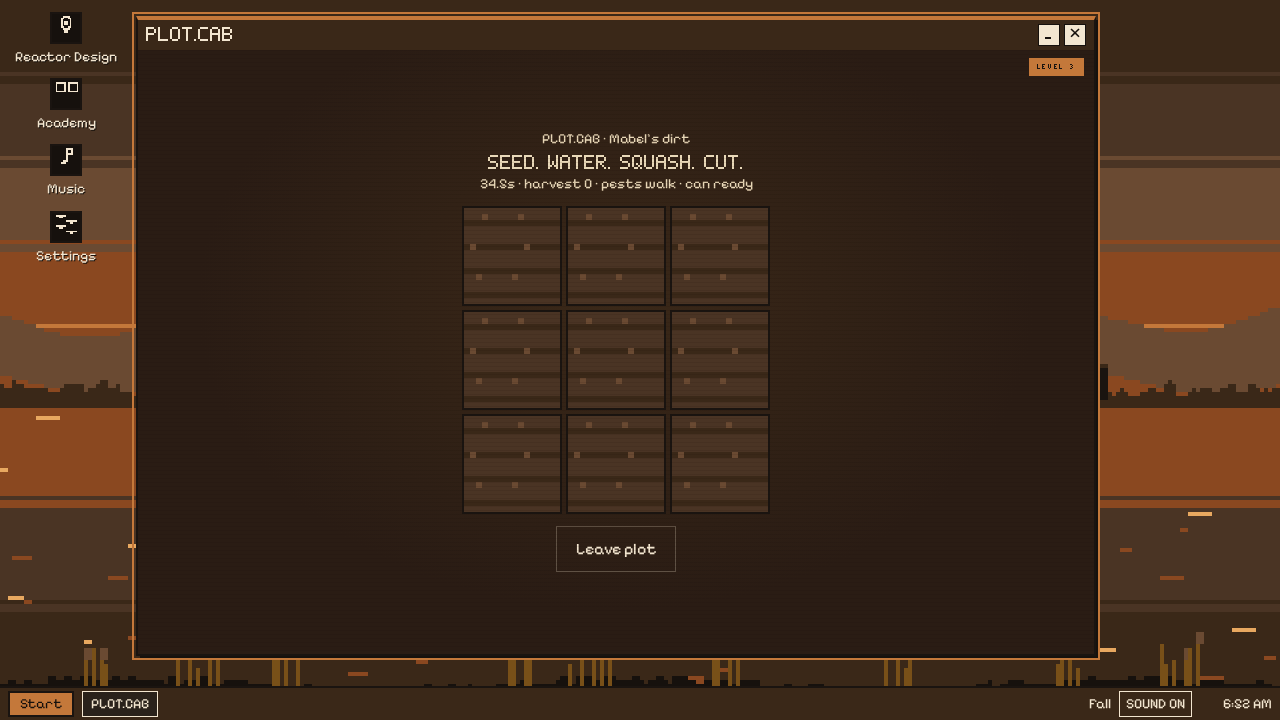 Reactor Design
Academy
Music
Settings
PLOT.CAB
LEVEL 3
PLOT.CAB · Mabel's dirt
SEED. WATER. SQUASH. CUT.
34.8s · harvest 0 · pests walk · can ready
Leave plot
Start
PLOT.CAB
Fall
SOUND ON
6:52 AM